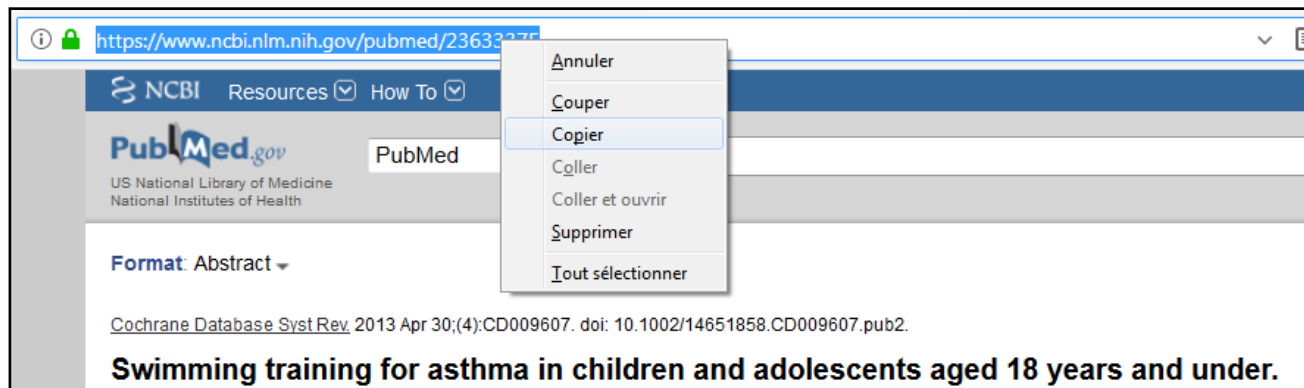 https://www.ncbi.nlm.nih.gov/pubmed/23633375
Annuler
NCBI Resources How To
Couper
Copier
PubMed.gov PubMed
Coller
US National Library of Medicine
National Institutes of Health
Coller et ouvrir
Supprimer
Format: Abstract
Tout sélectionner
Cochrane Database Syst Rev. 2013 Apr 30;(4):CD009607. doi: 10.1002/14651858.CD009607.pub2.
Swimming training for asthma in children and adolescents aged 18 years and under.